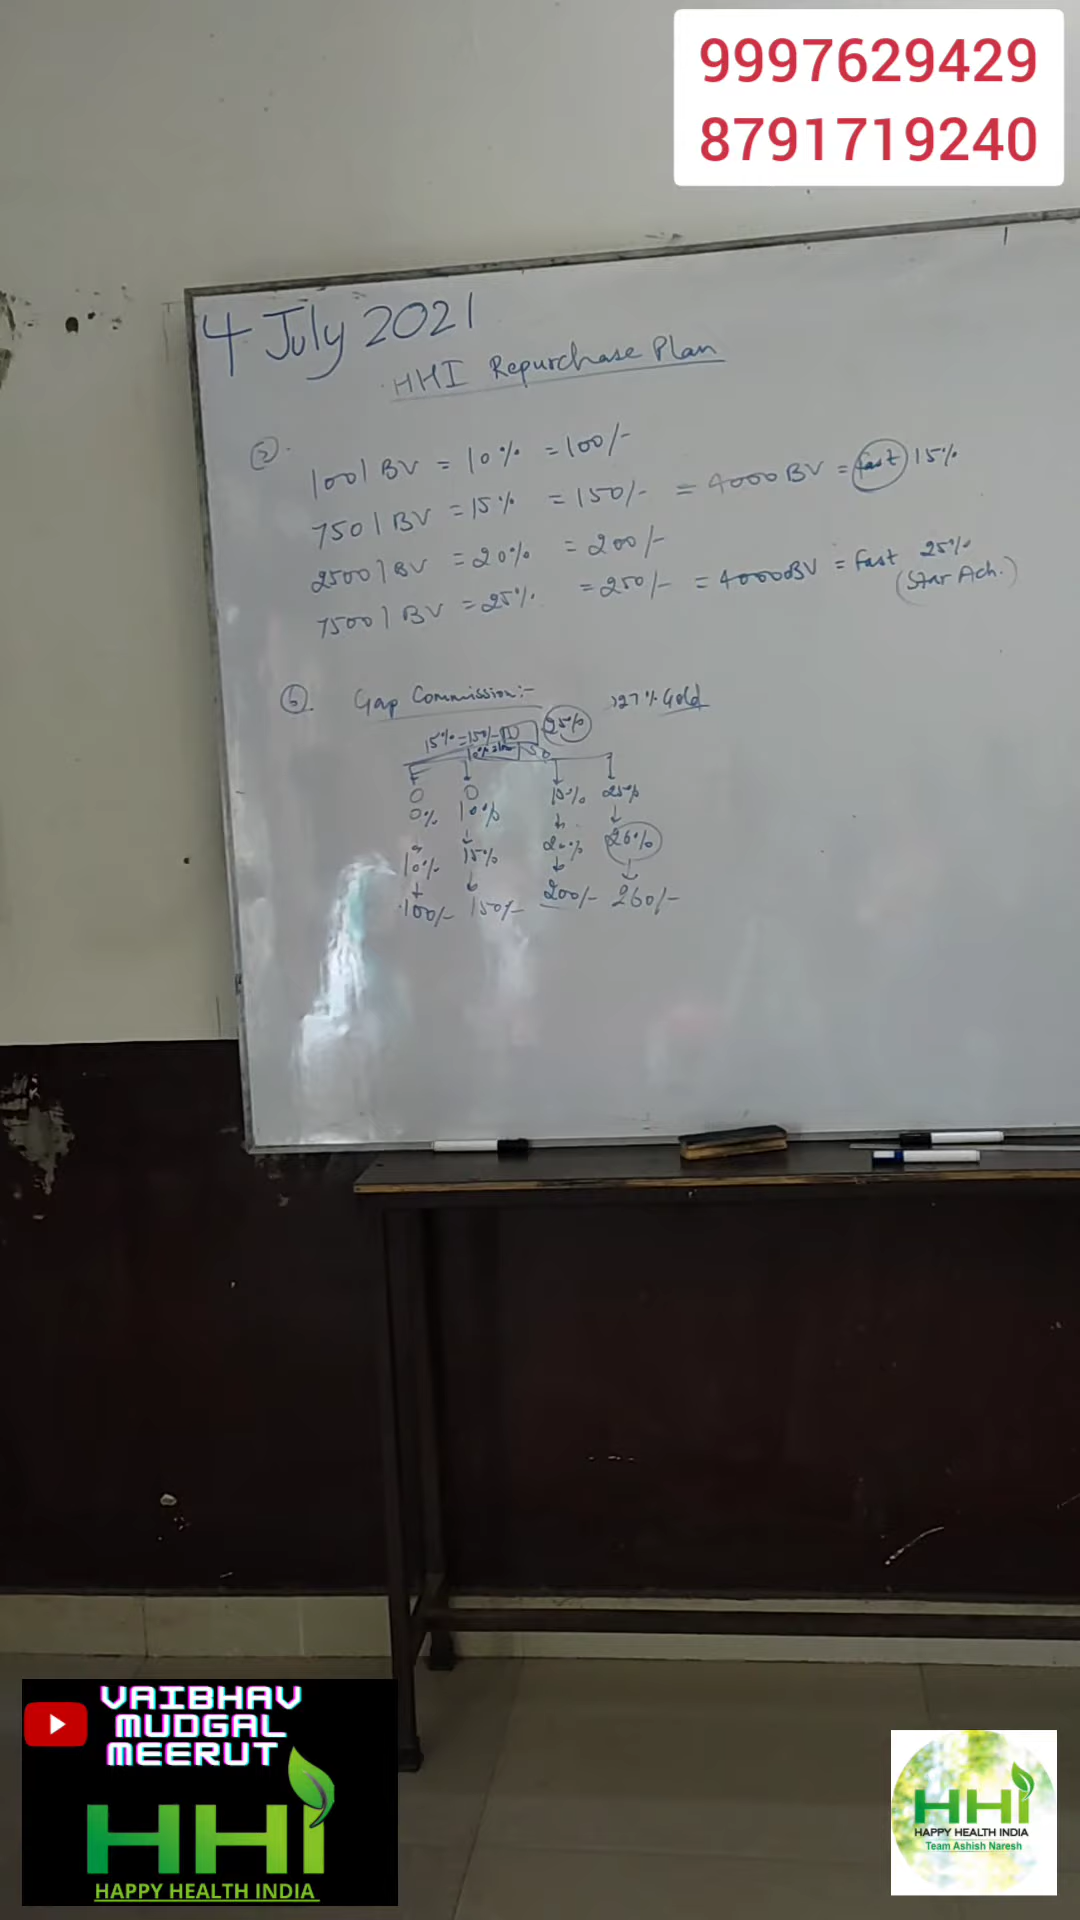 9997629429
8791719240
4 July 2021
HHI Repurchase Plan
5.
1001 BV = 10% = 100/-
7501 BV = 15% = 150/- = 4000 BV = fast 15%
25001 BV = 20% = 200/-
75001 BV = 25% = 250/- = 40000BV = Fast 25%
(Star Ach.)
6. Gap Commission:- 27% Gold
15% = 150/- 25%
0% 10% 15% 25%
10% 15% 20% 26%
100/- 150/- 200/- 260/-
VAIBHAV
MUDGAL
MEERUT
HHI
HAPPY HEALTH INDIA
HHI
HAPPY HEALTH INDIA
Team Ashish Naresh